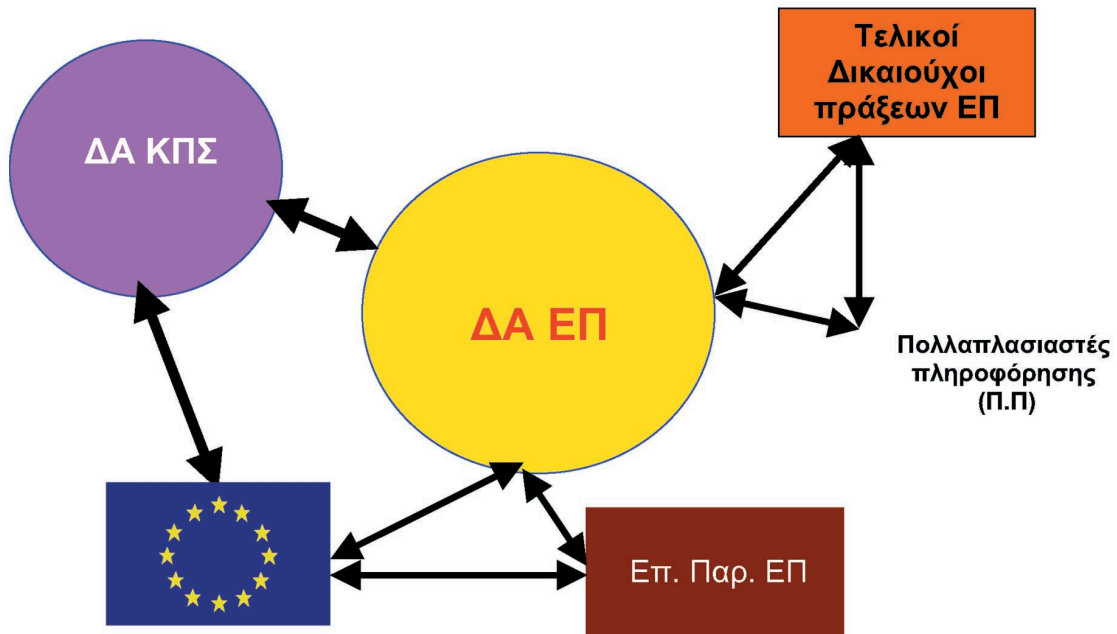 Τελικοί
Δικαιούχοι
πράξεων ΕΠ
ΔΑ ΚΠΣ
ΔΑ ΕΠ
Πολλαπλασιαστές
πληροφόρησης
(Π.Π)
Επ. Παρ. ΕΠ